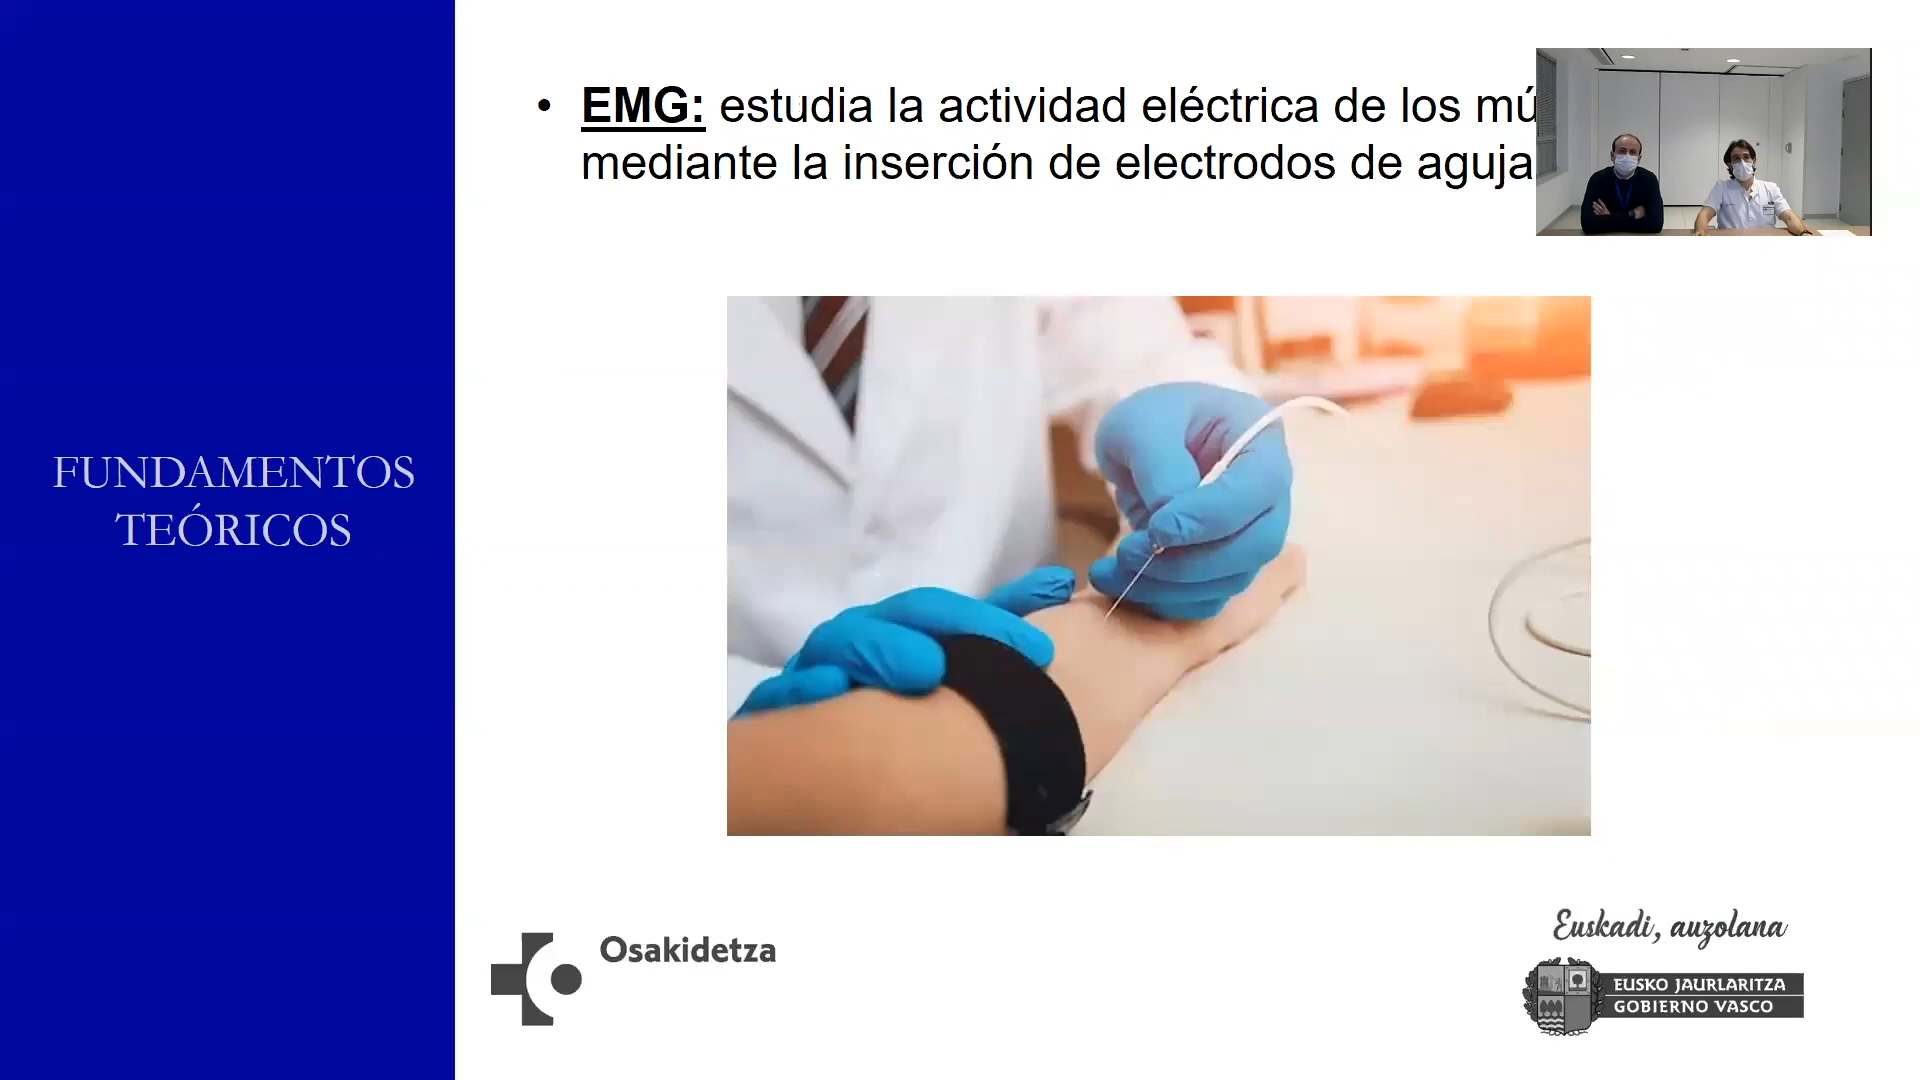 • EMG: estudia la actividad eléctrica de los
mediante la inserción de electrodos de aguja
FUNDAMENTOS
TEÓRICOS
Osakidetza
Euskadi, auzolana
EUSKO JAURLARITZA
GOBIERNO VASCO